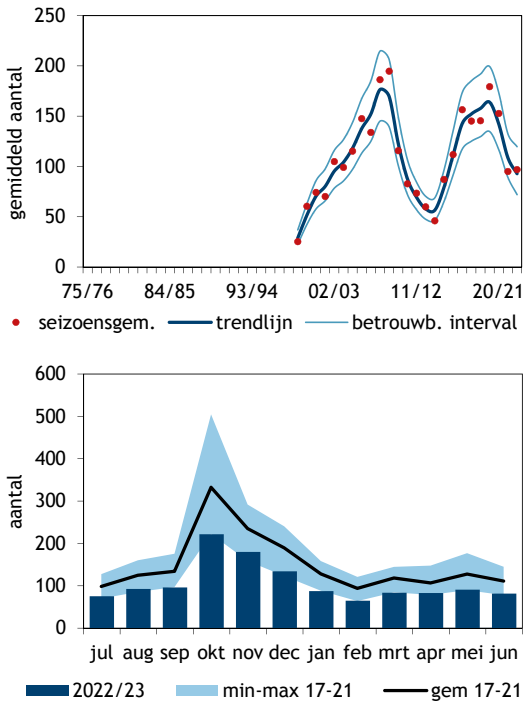 gemiddeld aantal
250
200
150
100
50
0
75/76 84/85 93/94 02/03 11/12 20/21
seizoensgem. trendlijn betrouwb. interval
aantal
600
500
400
300
200
100
0
jul aug sep okt nov dec jan feb mrt apr mei jun
2022/23 min-max 17-21 gem 17-21